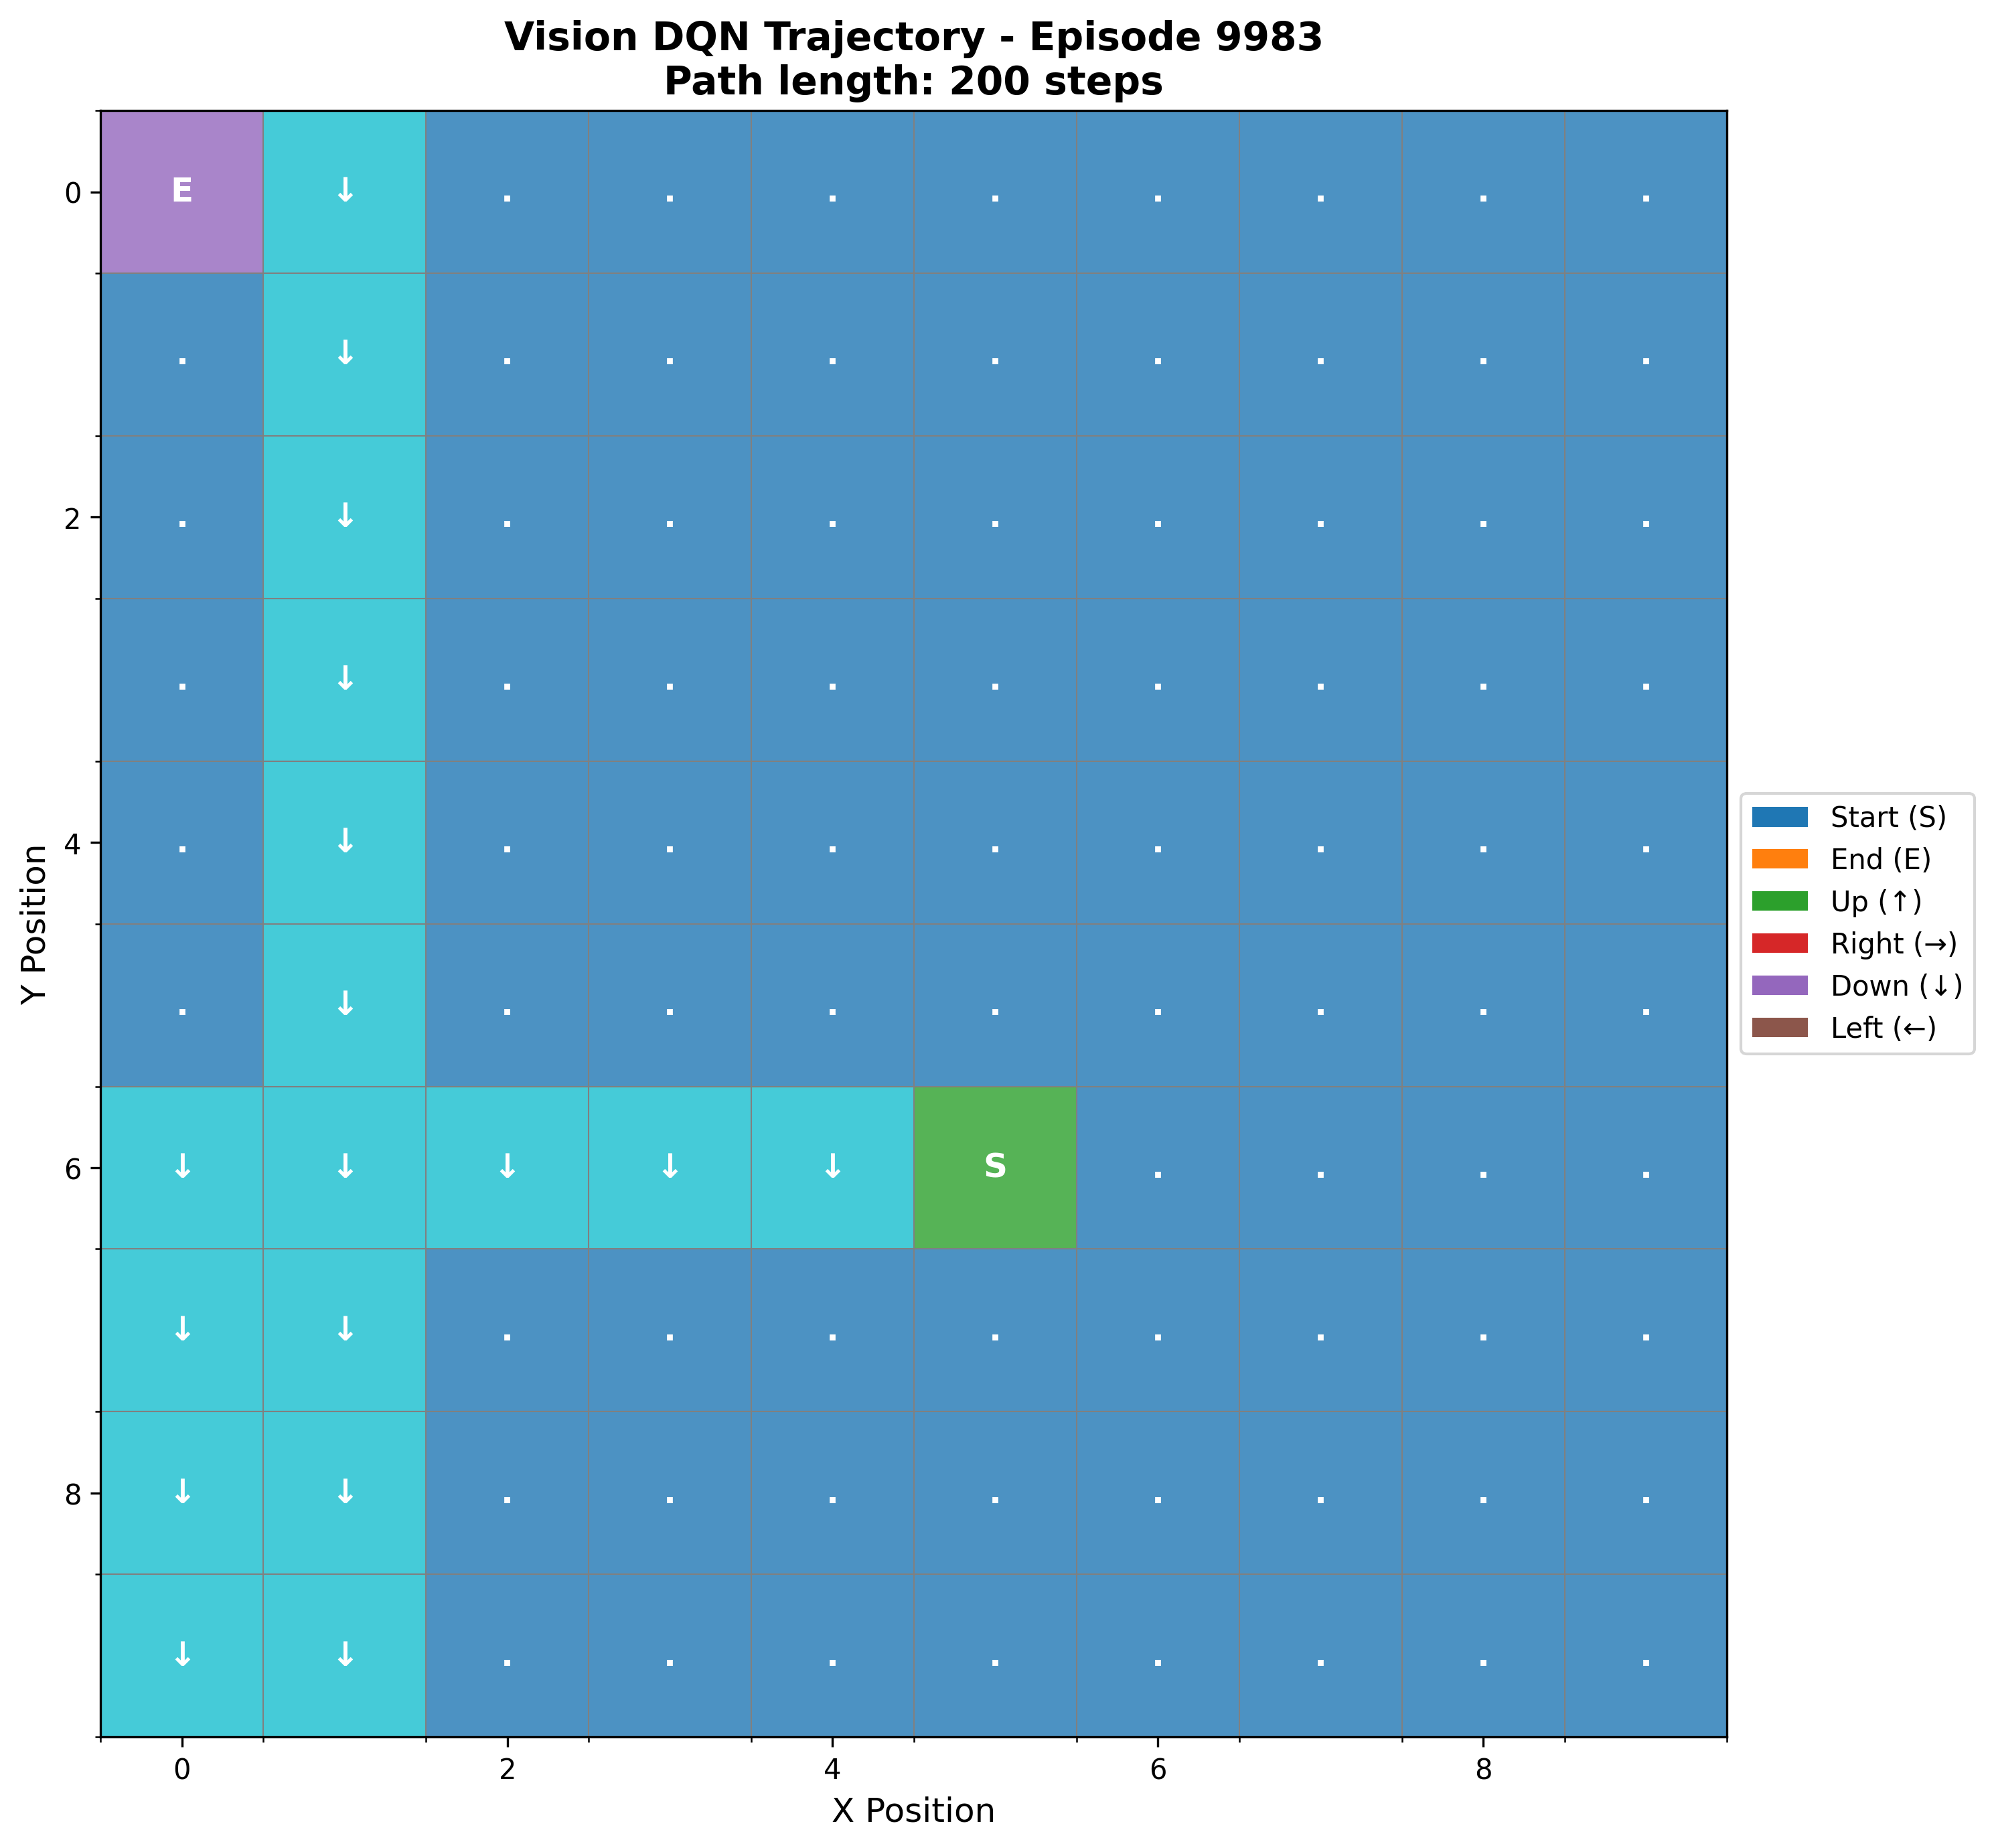 Vision DQN Trajectory - Episode 9983
Path length: 200 steps
0 E ↓ . . . . . . . .
. ↓ . . . . . . . .
2 . ↓ . . . . . . . .
. ↓ . . . . . . . .
4 . ↓ . . . . . . . .
. ↓ . . . . . . . .
6 ↓ ↓ ↓ ↓ ↓ S . . . .
↓ ↓ . . . . . . . .
8 ↓ ↓ . . . . . . . .
↓ ↓ . . . . . . . .
0 2 4 6 8
X Position
Y Position
Start (S)
End (E)
Up (↑)
Right (→)
Down (↓)
Left (←)